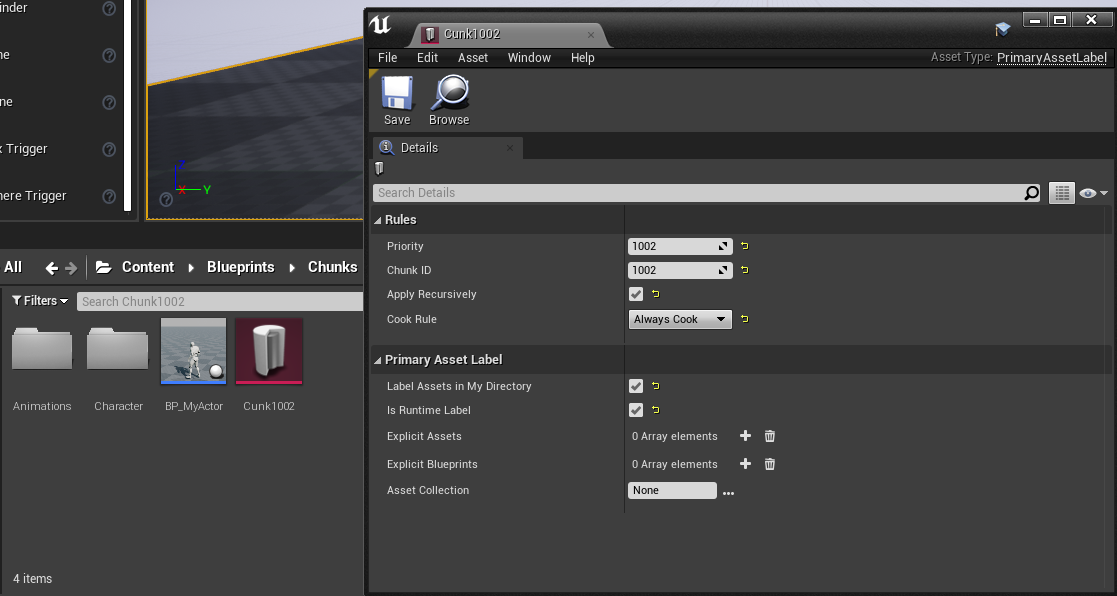 inder
ne
ne
x Trigger
here Trigger
Z
X
Y
All
Content
Blueprints
Chunks
Filters
Search Chunk1002
Animations
Character
BP_MyActor
Cunk1002
4 items
Cunk1002
File Edit Asset Window Help
Asset Type: PrimaryAssetLabel
Save
Browse
Details
Search Details
Rules
Priority 1002
Chunk ID 1002
Apply Recursively
Cook Rule Always Cook
Primary Asset Label
Label Assets in My Directory
Is Runtime Label
Explicit Assets 0 Array elements
Explicit Blueprints 0 Array elements
Asset Collection None